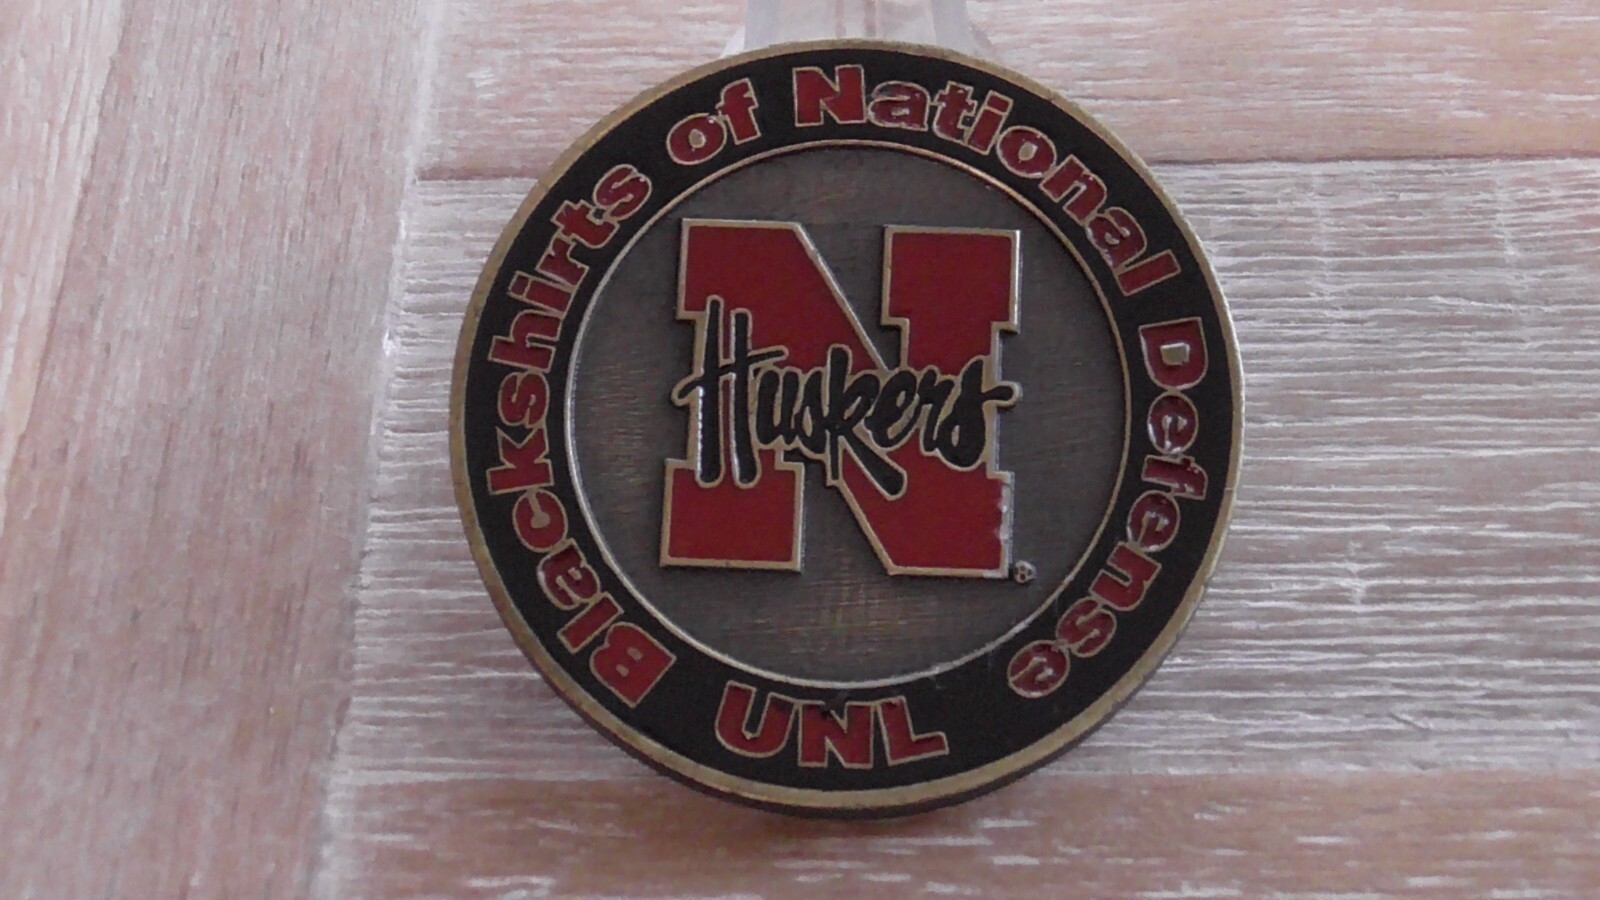 Blackshirts of National Defense
N
Huskers
®
UNL